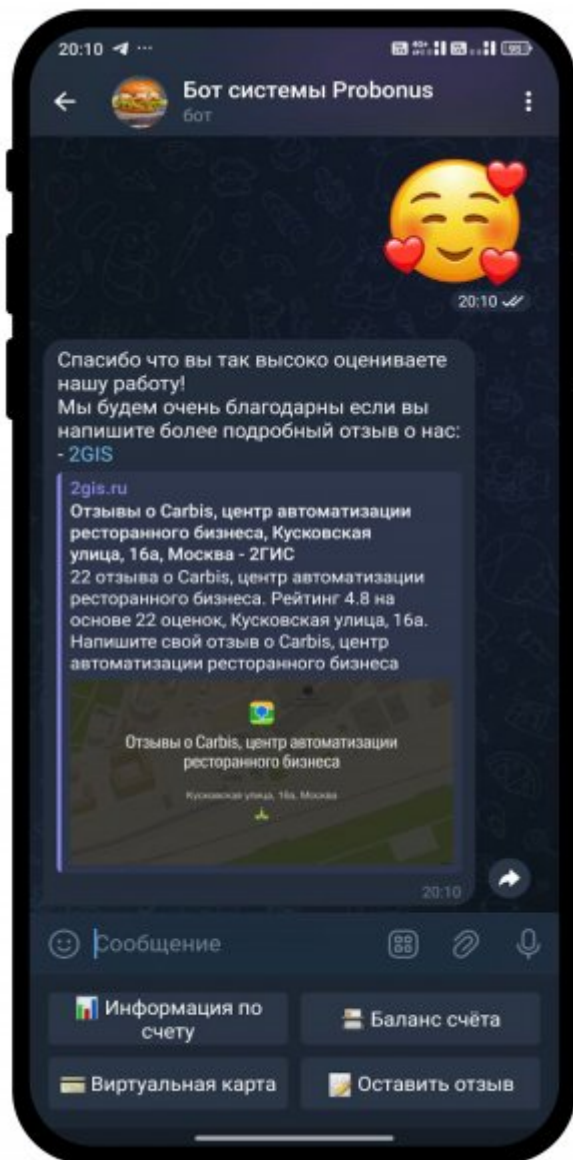 20:10
Бот системы Probonus
бот
20:10
Спасибо что вы так высоко оцениваете
нашу работу!
Мы будем очень благодарны если вы
напишите более подробный отзыв о нас:
- 2GIS
2gis.ru
Отзывы о Carbis, центр автоматизации
ресторанного бизнеса, Кусковская
улица, 16а, Москва - 2ГИС
22 отзыва о Carbis, центр автоматизации
ресторанного бизнеса. Рейтинг 4.8 на
основе 22 оценок, Кусковская улица, 16а.
Напишите свой отзыв о Carbis, центр
автоматизации ресторанного бизнеса
Отзывы о Carbis, центр автоматизации
ресторанного бизнеса
Кусковская улица, 16а, Москва
20:10
Сообщение
Информация по
счету
Баланс счёта
Виртуальная карта
Оставить отзыв